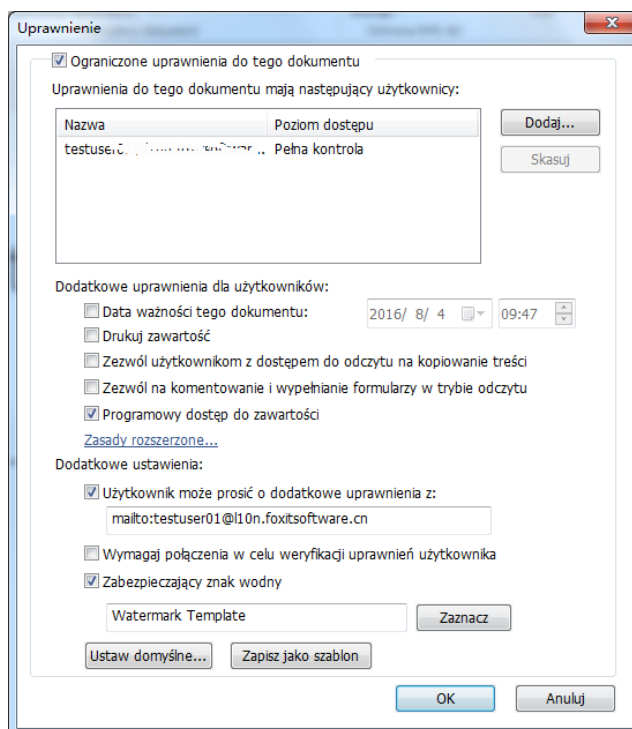 Uprawnienie
Ograniczone uprawnienia do tego dokumentu
Uprawnienia do tego dokumentu mają następujący użytkownicy:
Nazwa Poziom dostępu Dodaj...
Pełna kontrola Skasuj
Dodatkowe uprawnienia dla użytkowników:
Data ważności tego dokumentu: 2016/ 8/ 4 09:47
Drukuj zawartość
Zezwól użytkownikom z dostępem do odczytu na kopiowanie treści
Zezwól na komentowanie i wypełnianie formularzy w trybie odczytu
Programowy dostęp do zawartości
Zasady rozszerzone...
Dodatkowe ustawienia:
Użytkownik może prosić o dodatkowe uprawnienia z:
mailto:testuser01@l10n.foxitsoftware.cn
Wymagaj połączenia w celu weryfikacji uprawnień użytkownika
Zabezpieczający znak wodny
Watermark Template Zaznacz
Ustaw domyślne... Zapisz jako szablon
OK Anuluj